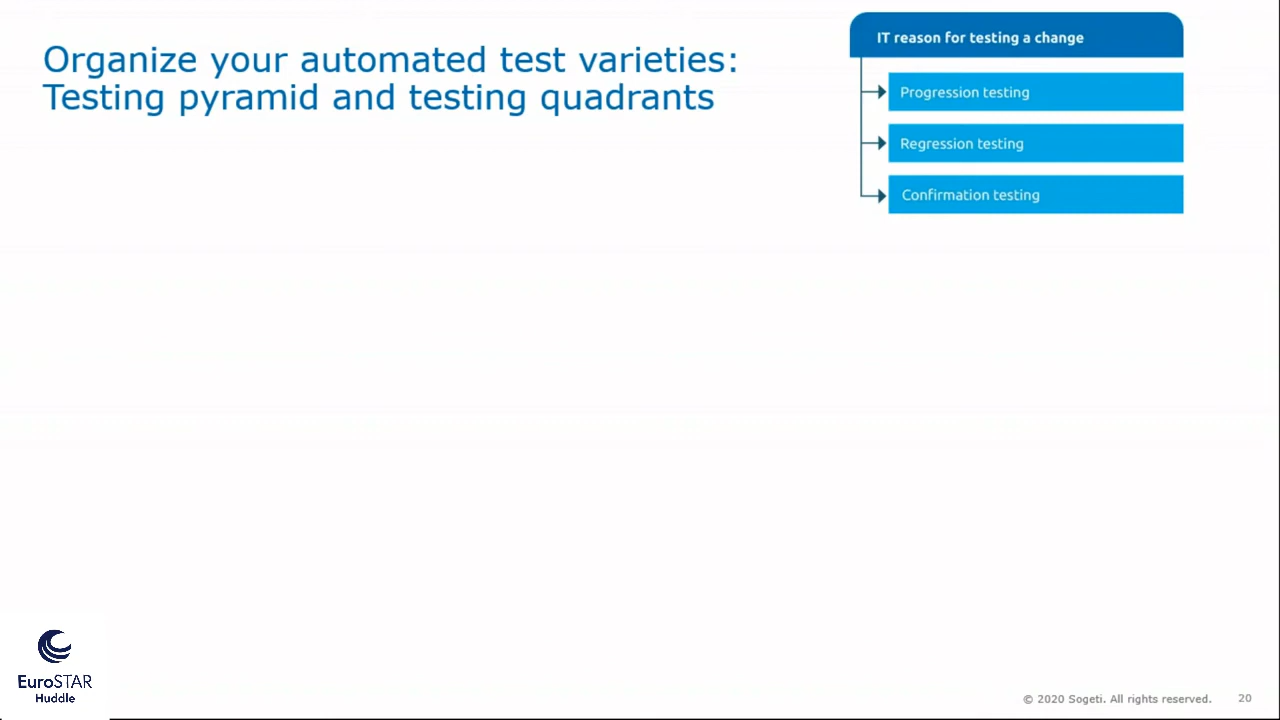 Organize your automated test varieties:
Testing pyramid and testing quadrants
IT reason for testing a change
Progression testing
Regression testing
Confirmation testing
EuroSTAR
Huddle
© 2020 Sogeti. All rights reserved.
20